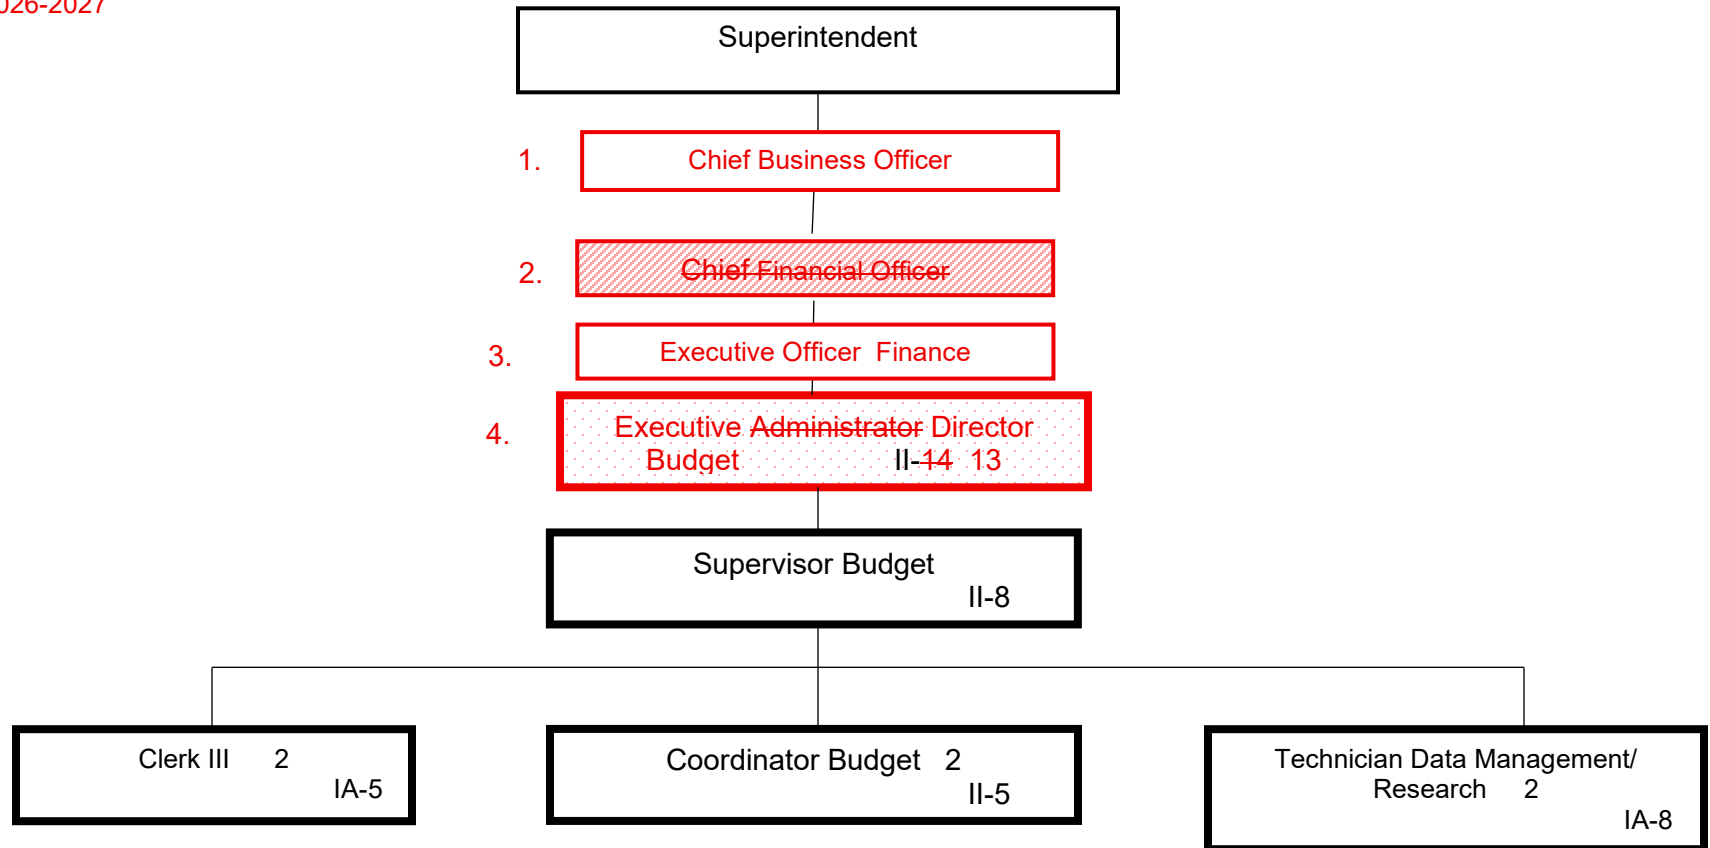 026-2027
Superintendent
1. Chief Business Officer
2. Chief Financial Officer
3. Executive Officer Finance
4. Executive Administrator Director
Budget II-14 13
Supervisor Budget
II-8
Clerk III 2
IA-5
Coordinator Budget 2
II-5
Technician Data Management/
Research 2
IA-8